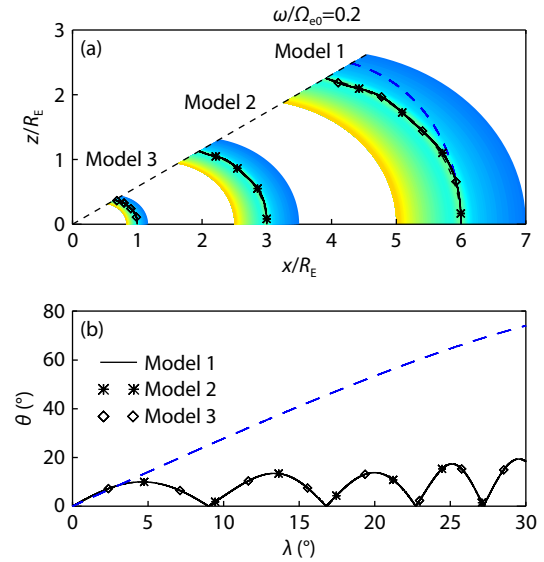 ω/Ωe0=0.2
(a)
Model 1
Model 2
Model 3
z/RE
3
2
1
0
0 1 2 3 4 5 6 7
x/RE
(b)
Model 1
Model 2
Model 3
θ (°)
80
60
40
20
0
0 5 10 15 20 25 30
λ (°)